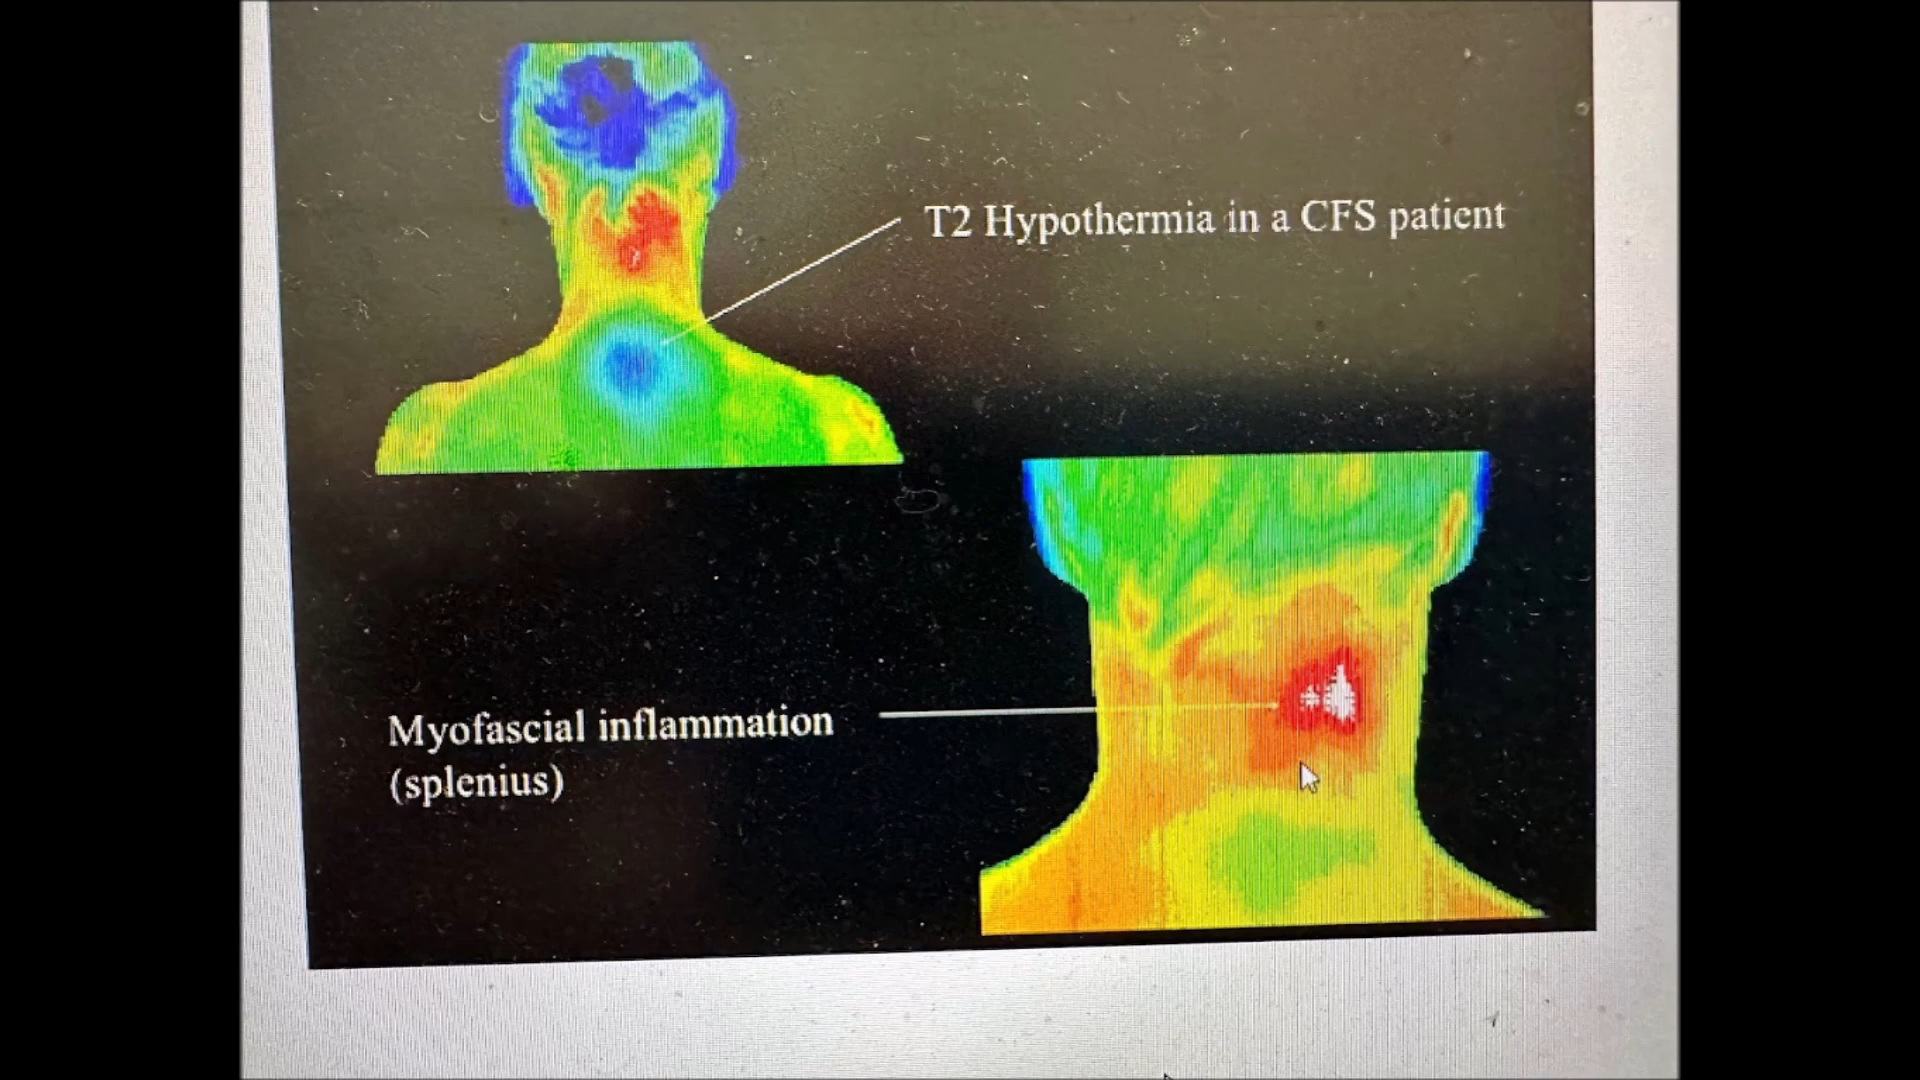 T2 Hypothermia in a CFS patient
Myofascial inflammation
(splenius)